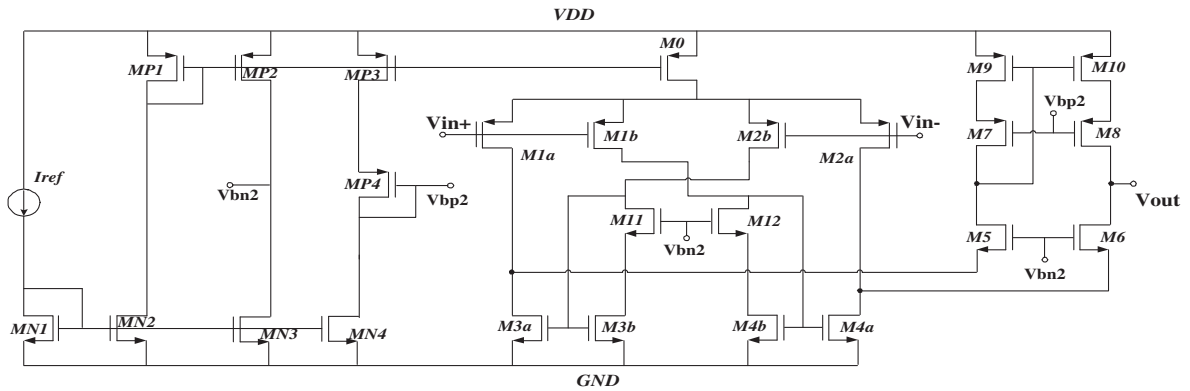 VDD
MP1
MP2
MP3
M0
M9
M10
Vin+
M1b
M2b
Vin-
M7
Vbp2
M8
M1a
M2a
Iref
Vbn2
MP4
Vbp2
M11
M12
Vbn2
Vout
M5
M6
Vbn2
MN1
MN2
MN3
MN4
M3a
M3b
M4b
M4a
GND